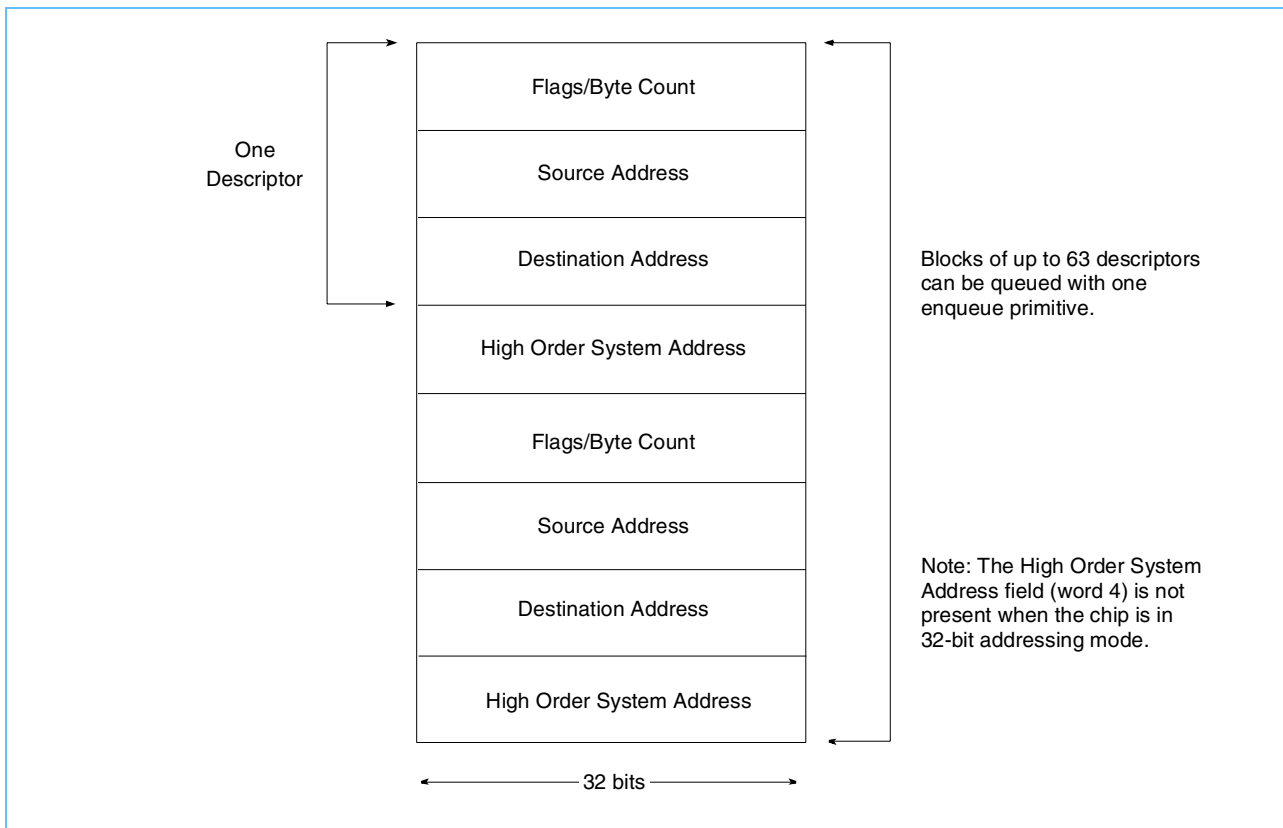 Flags/Byte Count
One
Descriptor
Source Address
Destination Address
Blocks of up to 63 descriptors
can be queued with one
enqueue primitive.
High Order System Address
Flags/Byte Count
Source Address
Note: The High Order System
Address field (word 4) is not
present when the chip is in
32-bit addressing mode.
Destination Address
High Order System Address
32 bits